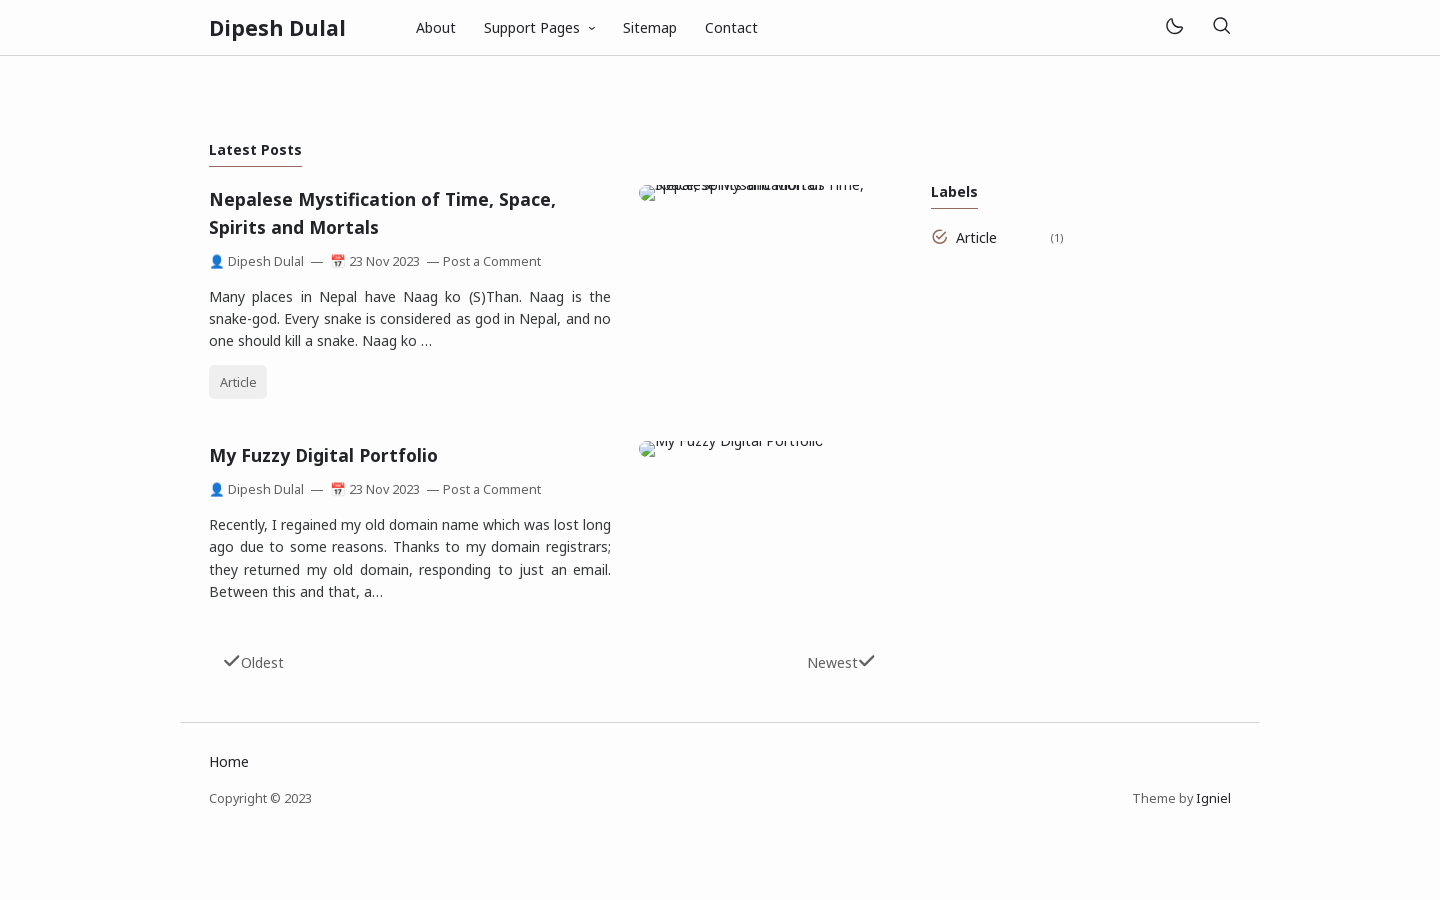 Dipesh Dulal
About
Support Pages
Sitemap
Contact
Latest Posts
Nepalese Mystification of Time, Space,
Spirits and Mortals
Dipesh Dulal — 23 Nov 2023 — Post a Comment
Many places in Nepal have Naag ko (S)Than. Naag is the
snake-god. Every snake is considered as god in Nepal, and no
one should kill a snake. Naag ko …
Article
Labels
Article (1)
My Fuzzy Digital Portfolio
Dipesh Dulal — 23 Nov 2023 — Post a Comment
My Fuzzy Digital Portfolio
Recently, I regained my old domain name which was lost long
ago due to some reasons. Thanks to my domain registrars;
they returned my old domain, responding to just an email.
Between this and that, a…
Oldest
Newest
Home
Copyright © 2023
Theme by Igniel